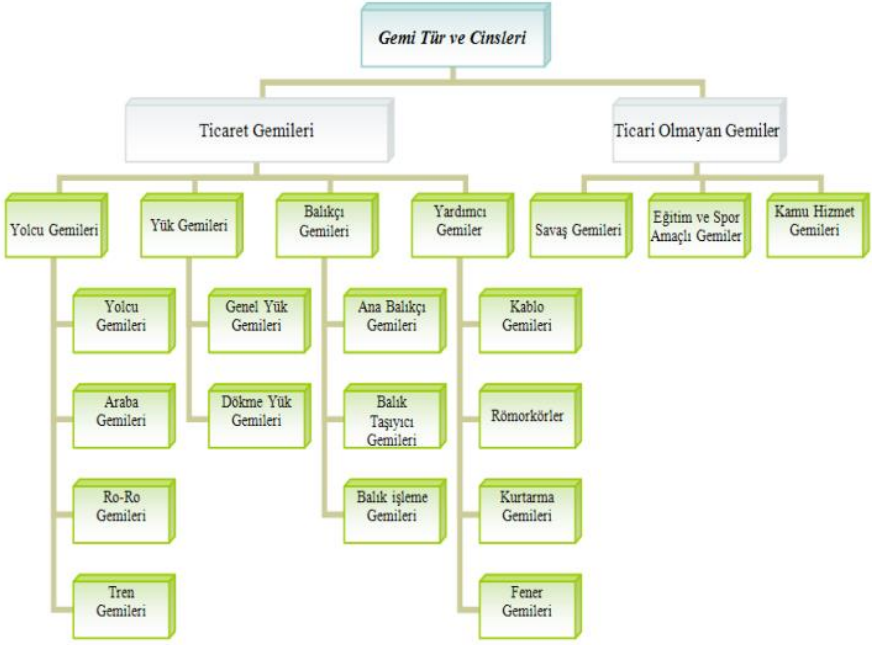 Gemi Tür ve Cinsleri
Ticaret Gemileri
Ticari Olmayan Gemiler
Yolcu Gemileri
Yük Gemileri
Balıkçı
Gemileri
Yardımcı
Gemiler
Savaş Gemileri
Eğitim ve Spor
Amaçlı Gemiler
Kamu Hizmet
Gemileri
Yolcu
Gemileri
Genel Yük
Gemileri
Ana Balıkçı
Gemileri
Kablo
Gemileri
Araba
Gemileri
Dökme Yük
Gemileri
Balık
Taşıyıcı
Gemileri
Römorkörler
Ro-Ro
Gemileri
Balık işleme
Gemileri
Kurtarma
Gemileri
Tren
Gemileri
Fener
Gemileri